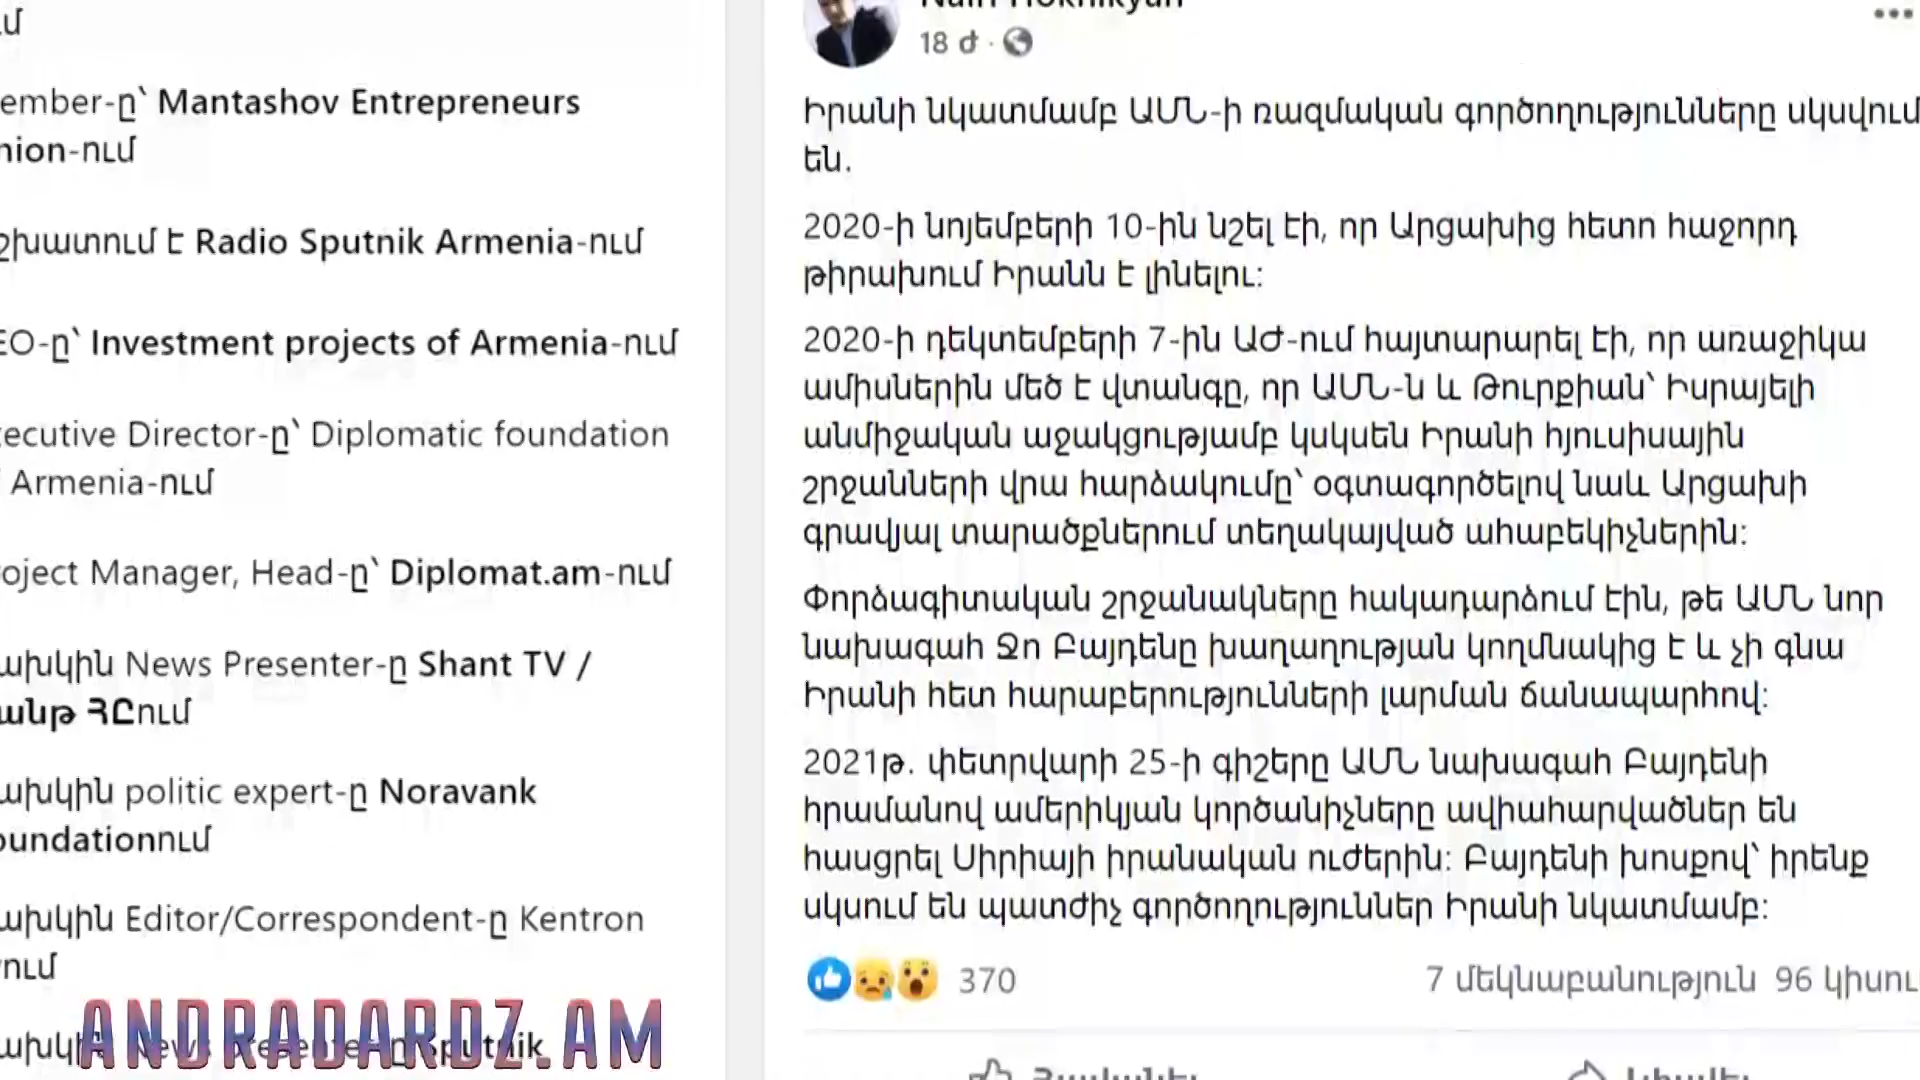 ում
ember-ը՝ Mantashov Entrepreneurs
nion-ում
շխատում է Radio Sputnik Armenia-ում
EO-ը՝ Investment projects of Armenia-ում
ecutive Director-ը՝ Diplomatic foundation
Armenia-ում
oject Manager, Head-ը՝ Diplomat.am-ում
ախկին News Presenter-ը Shant TV /
անթ ՀԸում
ախկին politic expert-ը Noravank
oundationում
ախկին Editor/Correspondent-ը Kentron
ում
ախկին News Presenter-ը Sputnik
ANDRADARDZ.AM
18 ժ ·
Իրանի նկատմամբ ԱՄՆ-ի ռազմական գործողությունները սկսվում
են.
2020-ի նոյեմբերի 10-ին նշել էի, որ Արցախից հետո հաջորդ
թիրախում Իրանն է լինելու:
2020-ի դեկտեմբերի 7-ին ԱԺ-ում հայտարարել էի, որ առաջիկա
ամիսներին մեծ է վտանգը, որ ԱՄՆ-ն և Թուրքիան՝ Իսրայելի
անմիջական աջակցությամբ կսկսեն Իրանի հյուսիսային
շրջանների վրա հարձակումը՝ օգտագործելով նաև Արցախի
գրավյալ տարածքներում տեղակայված ահաբեկիչներին:
Փորձագիտական շրջանակները հակադարձում էին, թե ԱՄՆ նոր
նախագահ Ջո Բայդենը խաղաղության կողմնակից է և չի գնա
Իրանի հետ հարաբերությունների լարման ճանապարհով:
2021թ. փետրվարի 25-ի գիշերը ԱՄՆ նախագահ Բայդենի
հրամանով ամերիկյան կործանիչները ավիահարվածներ են
հասցրել Սիրիայի իրանական ուժերին: Բայդենի խոսքով՝ իրենք
սկսում են պատժիչ գործողություններ Իրանի նկատմամբ:
370
7 մեկնաբանություն 96 կիսու